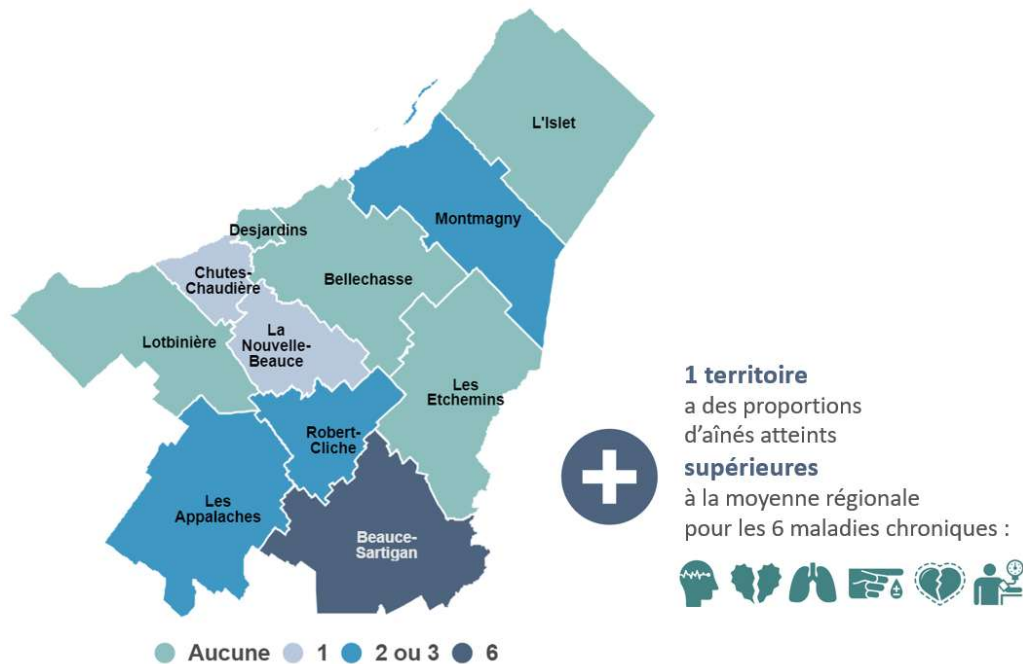 L'Islet
Montmagny
Desjardins
Bellechasse
Chutes-
Chaudière
La
Nouvelle-
Beauce
Lotbinière
Les
Etchemins
Robert-
Cliche
Les
Appalaches
Beauce-
Sartigan
1 territoire
a des proportions
d'aînés atteints
supérieures
à la moyenne régionale
pour les 6 maladies chroniques :
Aucune 1 2 ou 3 6